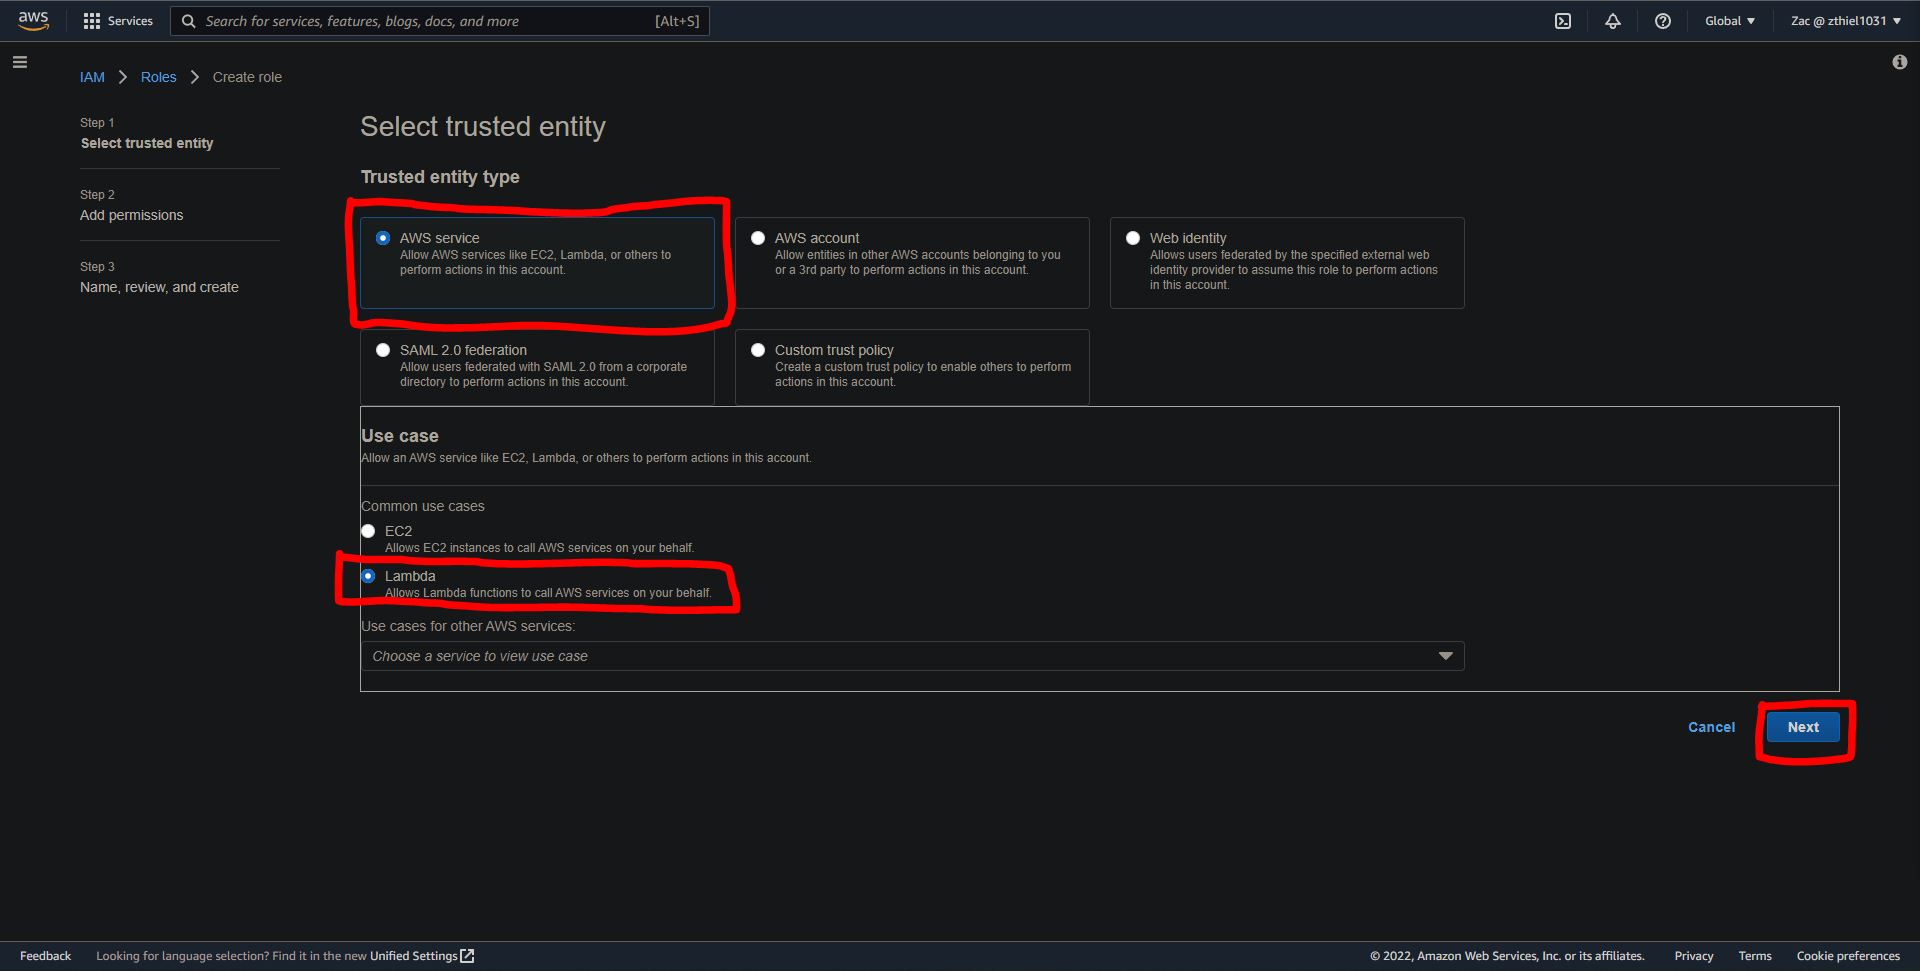 aws Services Search for services, features, blogs, docs, and more [Alt+S] Global Zac @ zthiel1031
IAM Roles Create role
Step 1
Select trusted entity
Step 2
Add permissions
Step 3
Name, review, and create
Select trusted entity
Trusted entity type
AWS service
Allow AWS services like EC2, Lambda, or others to
perform actions in this account.
AWS account
Allow entities in other AWS accounts belonging to you
or a 3rd party to perform actions in this account.
Web identity
Allows users federated by the specified external web
identity provider to assume this role to perform actions
in this account.
SAML 2.0 federation
Allow users federated with SAML 2.0 from a corporate
directory to perform actions in this account.
Custom trust policy
Create a custom trust policy to enable others to perform
actions in this account.
Use case
Allow an AWS service like EC2, Lambda, or others to perform actions in this account.
Common use cases
EC2
Allows EC2 instances to call AWS services on your behalf.
Lambda
Allows Lambda functions to call AWS services on your behalf.
Use cases for other AWS services:
Choose a service to view use case
Cancel Next
Feedback Looking for language selection? Find it in the new Unified Settings © 2022, Amazon Web Services, Inc. or its affiliates. Privacy Terms Cookie preferences